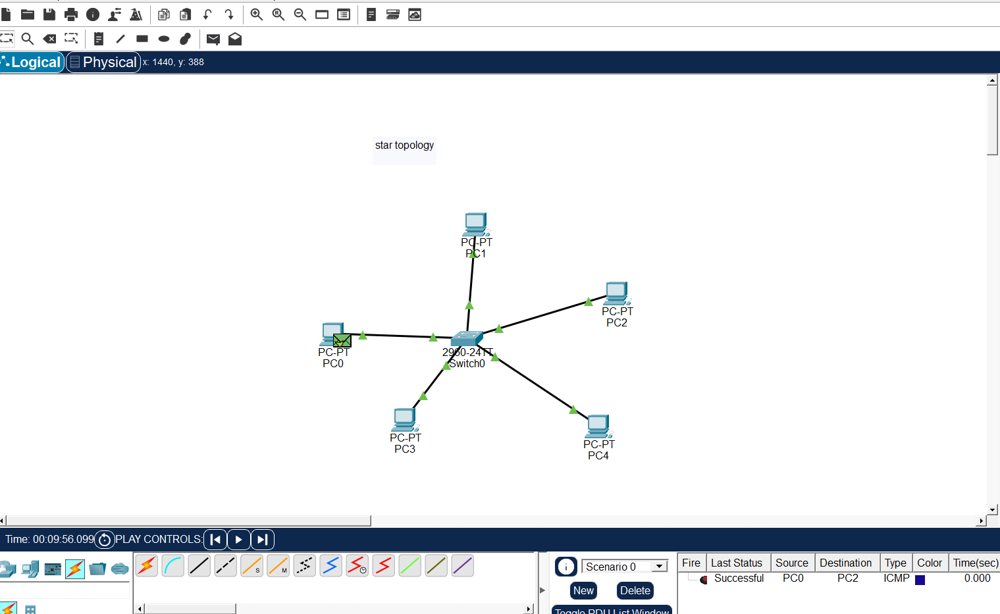 Logical Physical x: 1440, y: 388
star topology
PC-PT
PC1
PC-PT
PC2
PC-PT
PC0
2960-24TT
Switch0
PC-PT
PC3
PC-PT
PC4
Time: 00:09:56.099 PLAY CONTROLS:
S
M
Scenario 0
New Delete
Toggle PDU List Window
Fire Last Status Source Destination Type Color Time(sec)
Successful PC0 PC2 ICMP 0.000